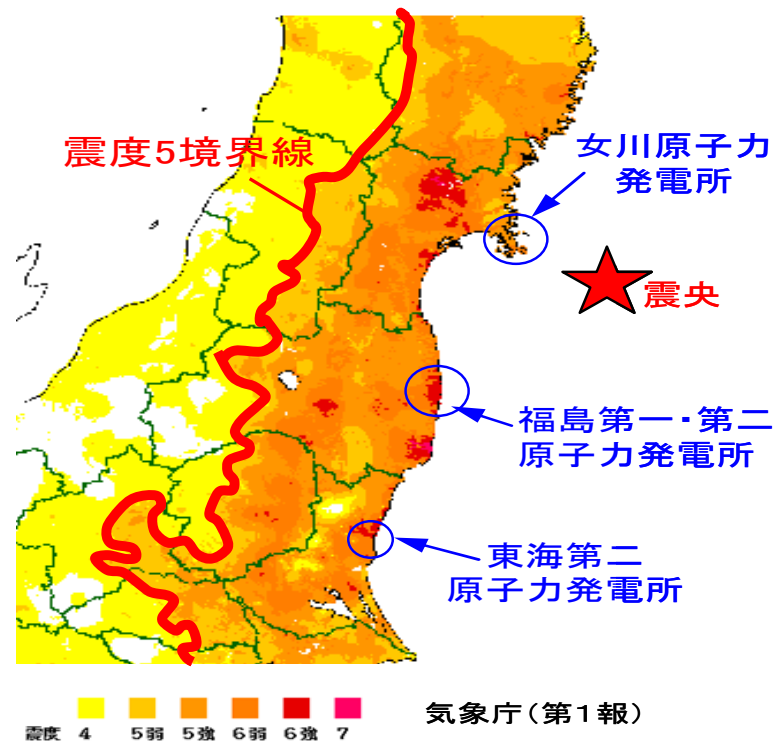 震度5境界線
女川原子力
発電所
震央
福島第一・第二
原子力発電所
東海第二
原子力発電所
震度 4 5弱 5強 6弱 6強 7
気象庁(第1報)